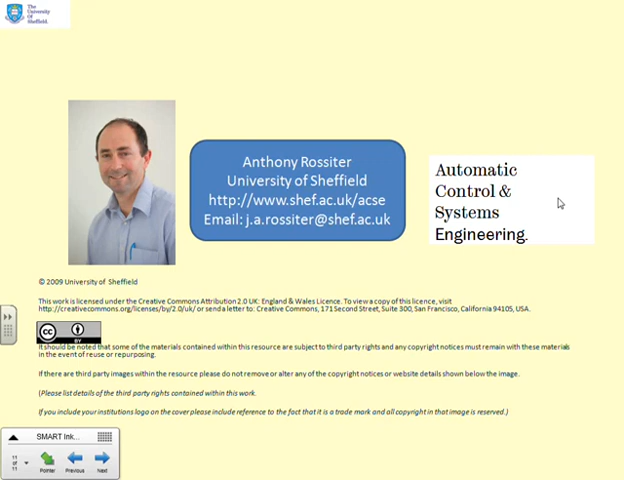 The
University
Of
Sheffield.
Anthony Rossiter
University of Sheffield
http://www.shef.ac.uk/acse
Email: j.a.rossiter@shef.ac.uk
Automatic
Control &
Systems
Engineering.
© 2009 University of Sheffield
This work is licensed under the Creative Commons Attribution 2.0 UK: England & Wales Licence. To view a copy of this licence, visit
http://creativecommons.org/licenses/by/2.0/uk/ or send a letter to: Creative Commons, 171 Second Street, Suite 300, San Francisco, California 94105, USA.
cc
BY
It should be noted that some of the materials contained within this resource are subject to third party rights and any copyright notices must remain with these materials
in the event of reuse or repurposing.
If there are third party images within the resource please do not remove or alter any of the copyright notices or website details shown below the image.
(Please list details of the third party rights contained within this work.
If you include your institutions logo on the cover please include reference to the fact that it is a trade mark and all copyright in that image is reserved.)
SMART Ink...
11
of
11
Pointer
Previous
Next